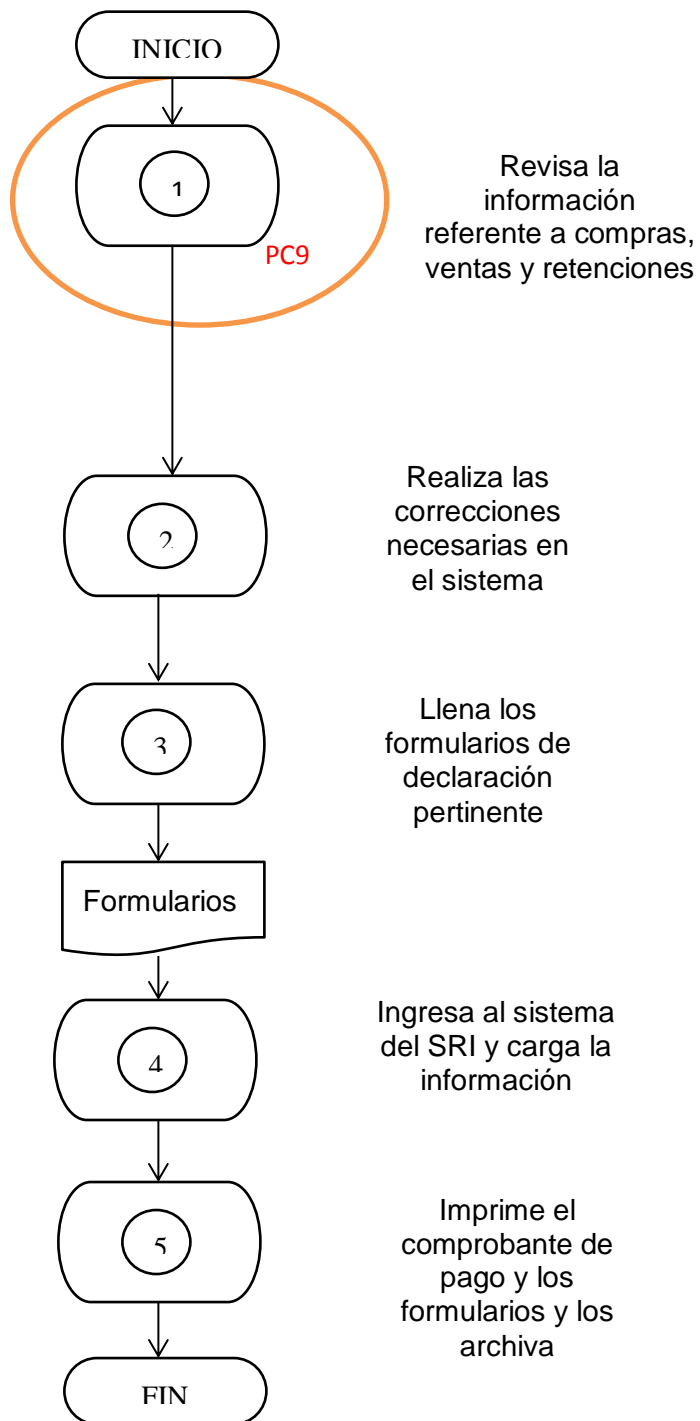 INICIO
1
PC9
Revisa la
información
referente a compras,
ventas y retenciones
2
Realiza las
correcciones
necesarias en
el sistema
3
Llena los
formularios de
declaración
pertinente
Formularios
4
Ingresa al sistema
del SRI y carga la
información
5
Imprime el
comprobante de
pago y los
formularios y los
archiva
FIN